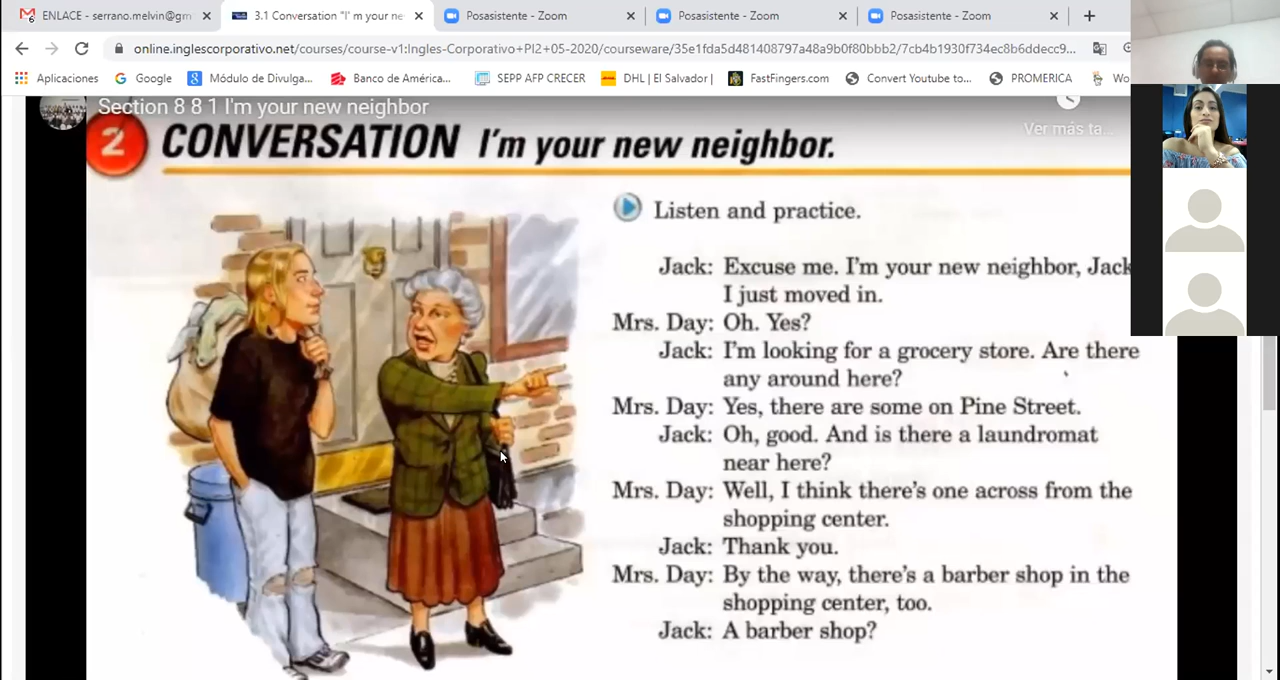 ENLACE - serrano.melvin@gm
3.1 Conversation "I' m your ne
Posasistente - Zoom
Posasistente - Zoom
Posasistente - Zoom
online.inglescorporativo.net/courses/course-v1:Ingles-Corporativo+PI2+05-2020/courseware/35e1fda5d481408797a48a9b0f80bbb2/7cb4b1930f734ec8b6ddecc9...
Aplicaciones
Google
Módulo de Divulga...
Banco de América...
SEPP AFP CRECER
DHL | El Salvador |
FastFingers.com
Convert Youtube to...
PROMERICA
Wo
Section 8 8 1 I'm your new neighbor
Ver más ta...
2 CONVERSATION I'm your new neighbor.
Listen and practice.
Jack: Excuse me. I'm your new neighbor, Jack
I just moved in.
Mrs. Day: Oh. Yes?
Jack: I'm looking for a grocery store. Are there
any around here?
Mrs. Day: Yes, there are some on Pine Street.
Jack: Oh, good. And is there a laundromat
near here?
Mrs. Day: Well, I think there's one across from the
shopping center.
Jack: Thank you.
Mrs. Day: By the way, there's a barber shop in the
shopping center, too.
Jack: A barber shop?